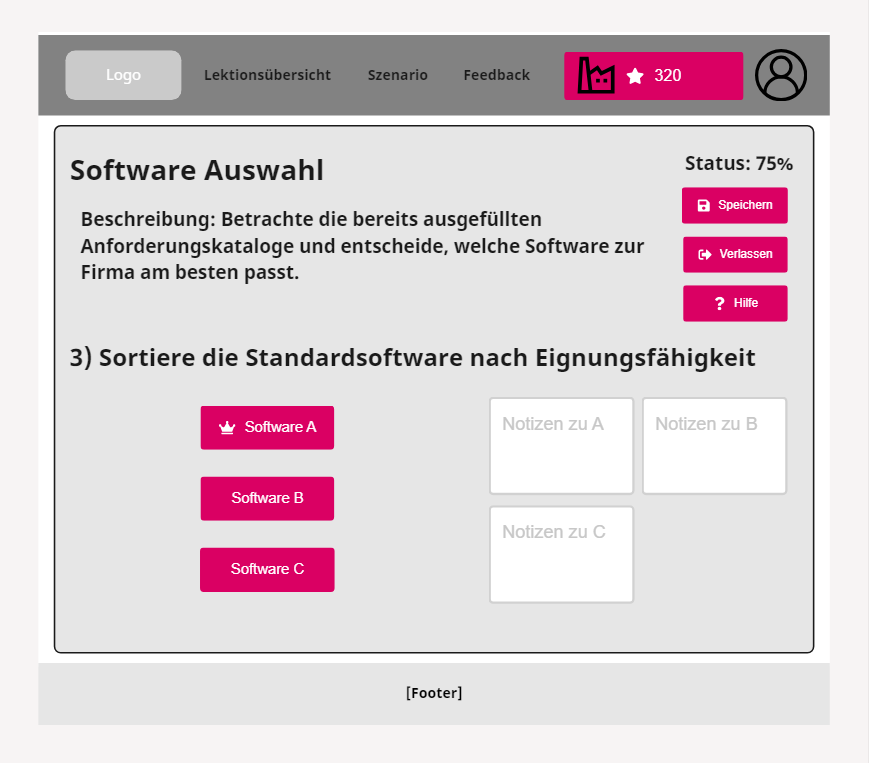 Logo
Lektionsübersicht
Szenario
Feedback
320
Software Auswahl
Status: 75%
Beschreibung: Betrachte die bereits ausgefüllten
Anforderungskataloge und entscheide, welche Software zur
Firma am besten passt.
Speichern
Verlassen
? Hilfe
3) Sortiere die Standardsoftware nach Eignungsfähigkeit
Software A
Software B
Software C
Notizen zu A
Notizen zu B
Notizen zu C
[Footer]